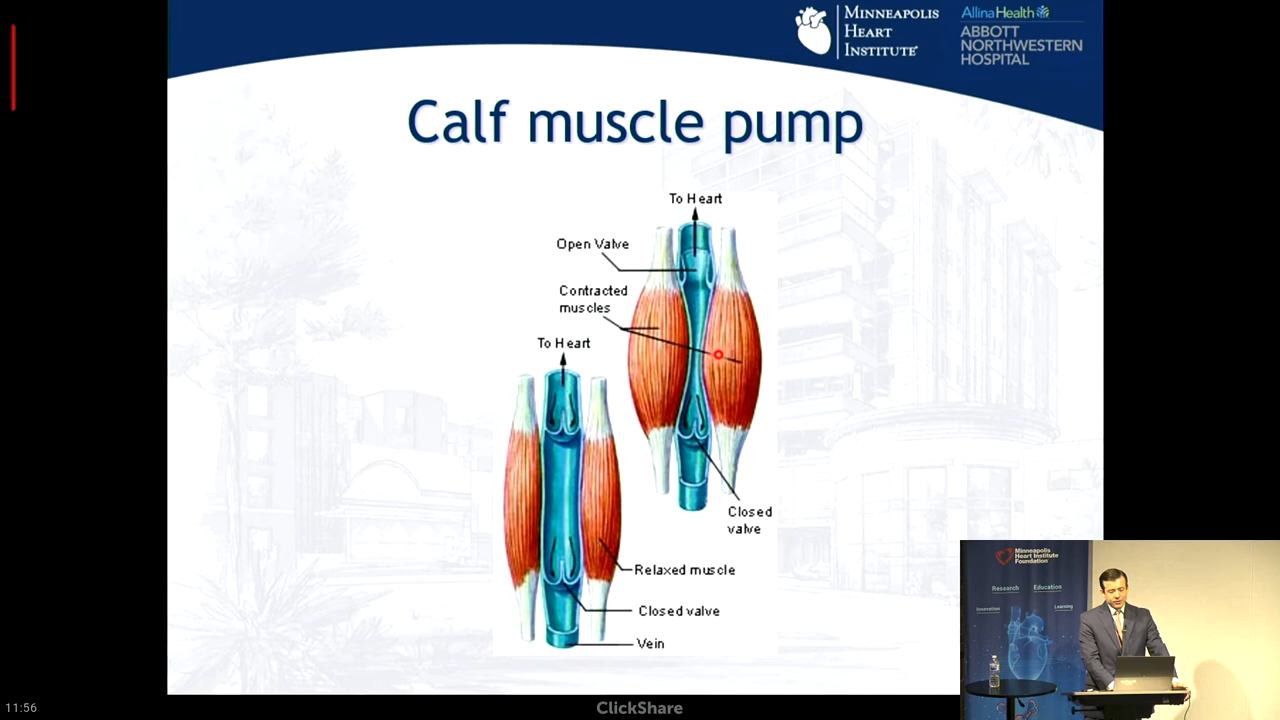 MINNEAPOLIS
HEART
INSTITUTE
AllinaHealth
ABBOTT
NORTHWESTERN
HOSPITAL
Calf muscle pump
To Heart
Open Valve
Contracted
muscles
To Heart
Closed
valve
Relaxed muscle
Closed valve
Vein
Minneapolis
Heart Institute
Foundation
Research
Education
Innovation
Learning
11:56
ClickShare